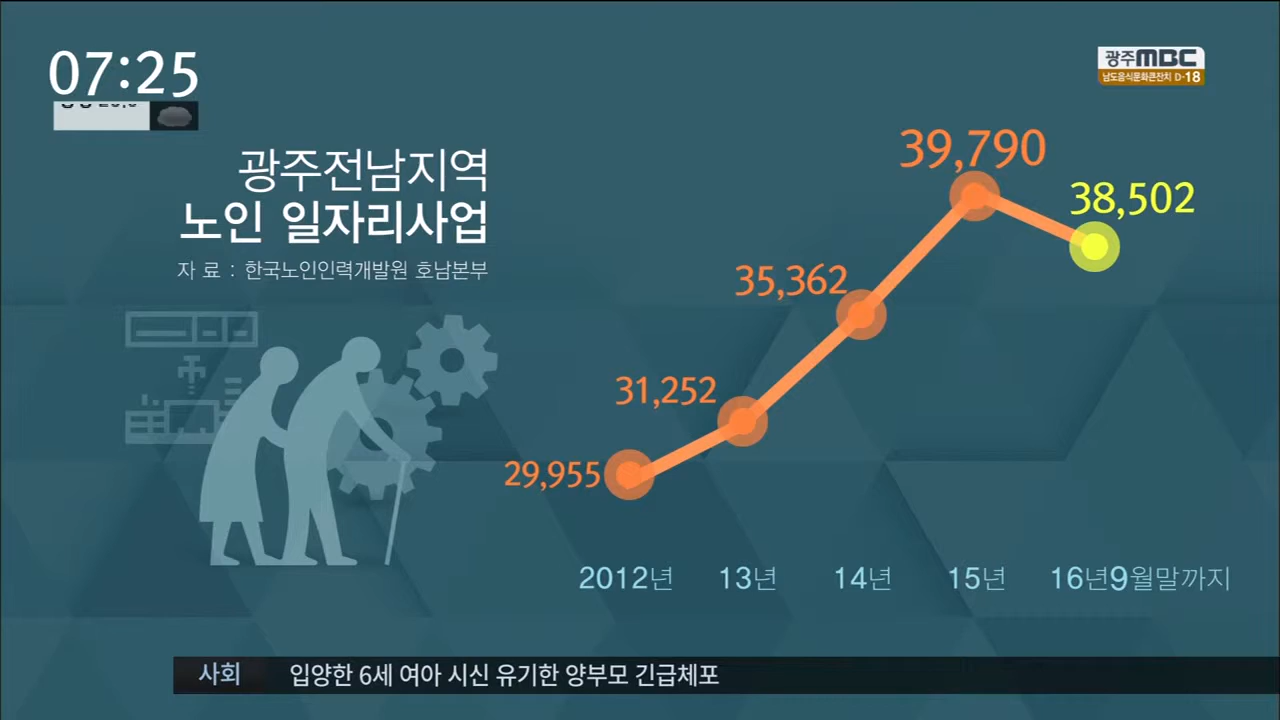 07:25
광주MBC
남도음식문화큰잔치 D-18
광주전남지역
노인 일자리사업
자료 : 한국노인인력개발원 호남본부
39,790
38,502
35,362
31,252
29,955
2012년 13년 14년 15년 16년9월말까지
사회 입양한 6세 여아 시신 유기한 양부모 긴급체포